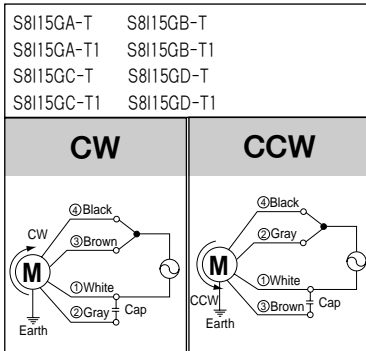 S8I15GA-T S8I15GB-T
S8I15GA-T1 S8I15GB-T1
S8I15GC-T S8I15GD-T
S8I15GC-T1 S8I15GD-T1
CW
CCW
CW
M
④Black
③Brown
①White
②Gray
Cap
Earth
CCW
M
④Black
②Gray
①White
③Brown
Cap
Earth